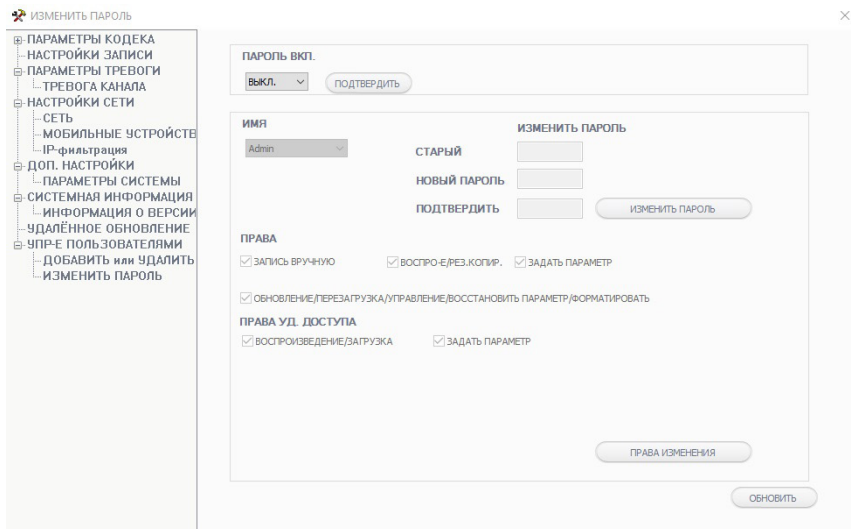 ИЗМЕНИТЬ ПАРОЛЬ
ПАРАМЕТРЫ КОДЕКА
НАСТРОЙКИ ЗАПИСИ
ПАРАМЕТРЫ ТРЕВОГИ
ТРЕВОГА КАНАЛА
НАСТРОЙКИ СЕТИ
СЕТЬ
МОБИЛЬНЫЕ УСТРОЙСТВ
IP-фильтрация
ДОП. НАСТРОЙКИ
ПАРАМЕТРЫ СИСТЕМЫ
СИСТЕМНАЯ ИНФОРМАЦИЯ
ИНФОРМАЦИЯ О ВЕРСИИ
УДАЛЁННОЕ ОБНОВЛЕНИЕ
УПР-Е ПОЛЬЗОВАТЕЛЯМИ
ДОБАВИТЬ или УДАЛИТЬ
ИЗМЕНИТЬ ПАРОЛЬ
ПАРОЛЬ ВКЛ.
ВЫКЛ. ПОДТВЕРДИТЬ
ИМЯ
ИЗМЕНИТЬ ПАРОЛЬ
Admin
СТАРЫЙ
НОВЫЙ ПАРОЛЬ
ПОДТВЕРДИТЬ ИЗМЕНИТЬ ПАРОЛЬ
ПРАВА
ЗАПИСЬ ВРУЧНУЮ ВОСПРО-Е/РЕЗ.КОПИР. ЗАДАТЬ ПАРАМЕТР
ОБНОВЛЕНИЕ/ПЕРЕЗАГРУЗКА/УПРАВЛЕНИЕ/ВОССТАНОВИТЬ ПАРАМЕТР/ФОРМАТИРОВАТЬ
ПРАВА УД. ДОСТУПА
ВОСПРОИЗВЕДЕНИЕ/ЗАГРУЗКА ЗАДАТЬ ПАРАМЕТР
ПРАВА ИЗМЕНЕНИЯ
ОБНОВИТЬ